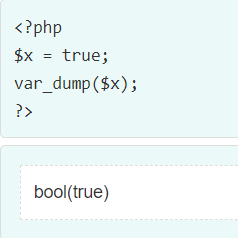 <?php
$x = true;
var_dump($x);
?>
bool(true)